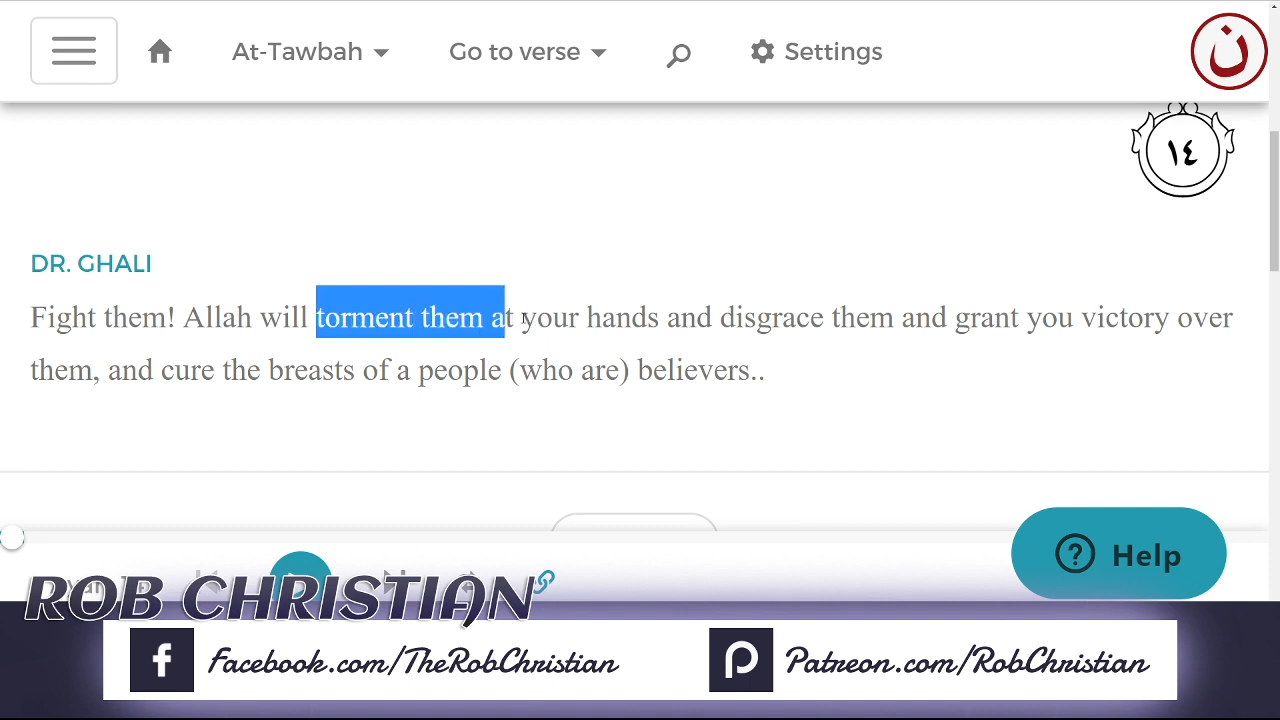 At-Tawbah
Go to verse
Settings
ن
١٤
DR. GHALI
Fight them! Allah will torment them at your hands and disgrace them and grant you victory over
them, and cure the breasts of a people (who are) believers..
Help
ROB CHRISTIAN
Facebook.com/TheRobChristian
Patreon.com/RobChristian